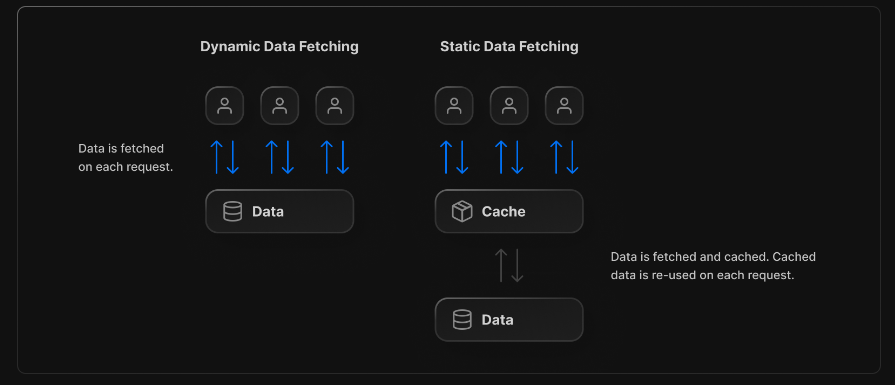 Dynamic Data Fetching
Static Data Fetching
Data is fetched
on each request.
Data
Cache
Data is fetched and cached. Cached
data is re-used on each request.
Data